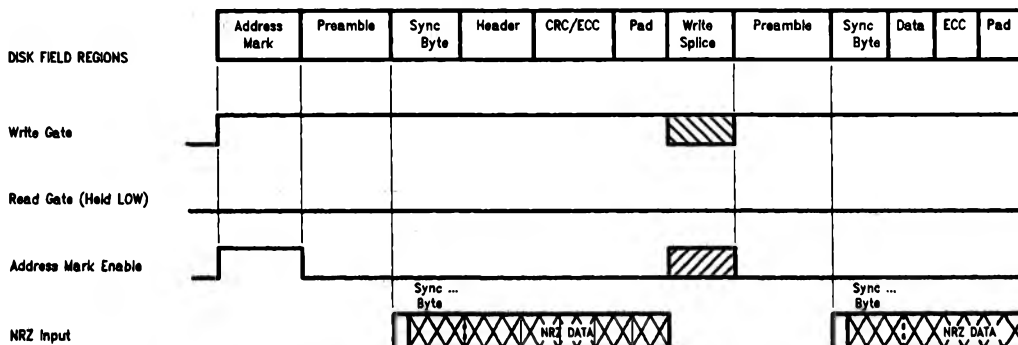 Address Mark
Preamble
Sync Byte
Header
CRC/ECC
Pad
Write Splice
Preamble
Sync Byte
Data
ECC
Pad
DISK FIELD REGIONS
Write Gate
Read Gate (Held LOW)
Address Mark Enable
Sync ...
Byte
Sync ...
Byte
NRZ Input
NRZ DATA
NRZ DATA